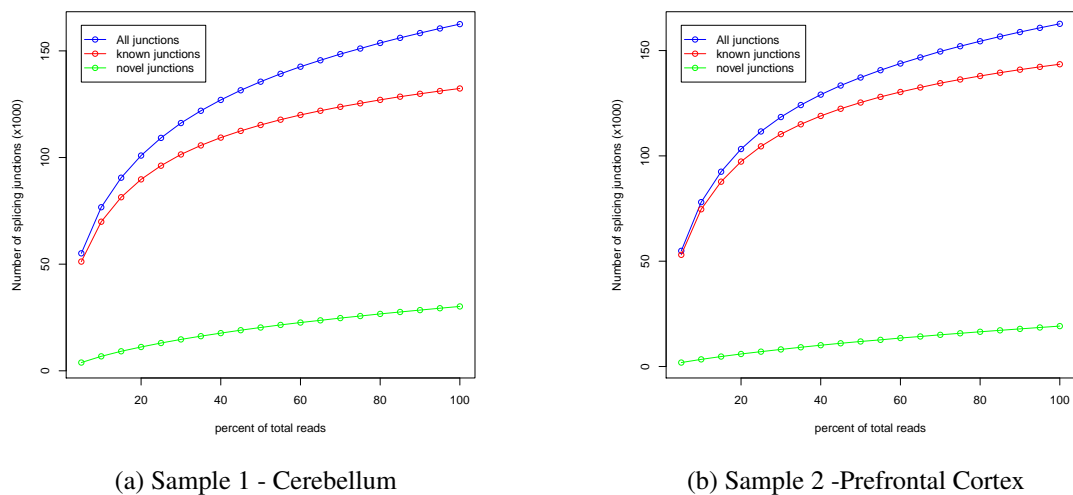 All junctions
known junctions
novel junctions
Number of splicing junctions (x1000)
150
100
50
0
20 40 60 80 100
percent of total reads
(a) Sample 1 - Cerebellum
All junctions
known junctions
novel junctions
Number of splicing junctions (x1000)
150
100
50
0
20 40 60 80 100
percent of total reads
(b) Sample 2 -Prefrontal Cortex